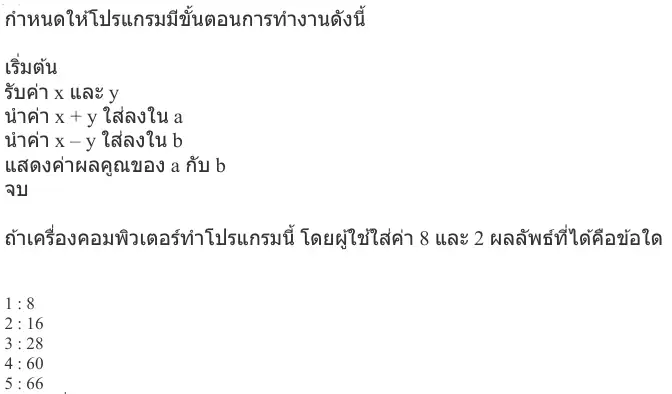 กำหนดให้โปรแกรมมีขั้นตอนการทำงานดังนี้
เริ่มต้น
รับค่า x และ y
นำค่า x + y ใส่ลงใน a
นำค่า x – y ใส่ลงใน b
แสดงค่าผลคูณของ a กับ b
จบ
ถ้าเครื่องคอมพิวเตอร์ทำโปรแกรมนี้ โดยผู้ใช้ใส่ค่า 8 และ 2 ผลลัพธ์ที่ได้คือข้อใด
1 : 8
2 : 16
3 : 28
4 : 60
5 : 66